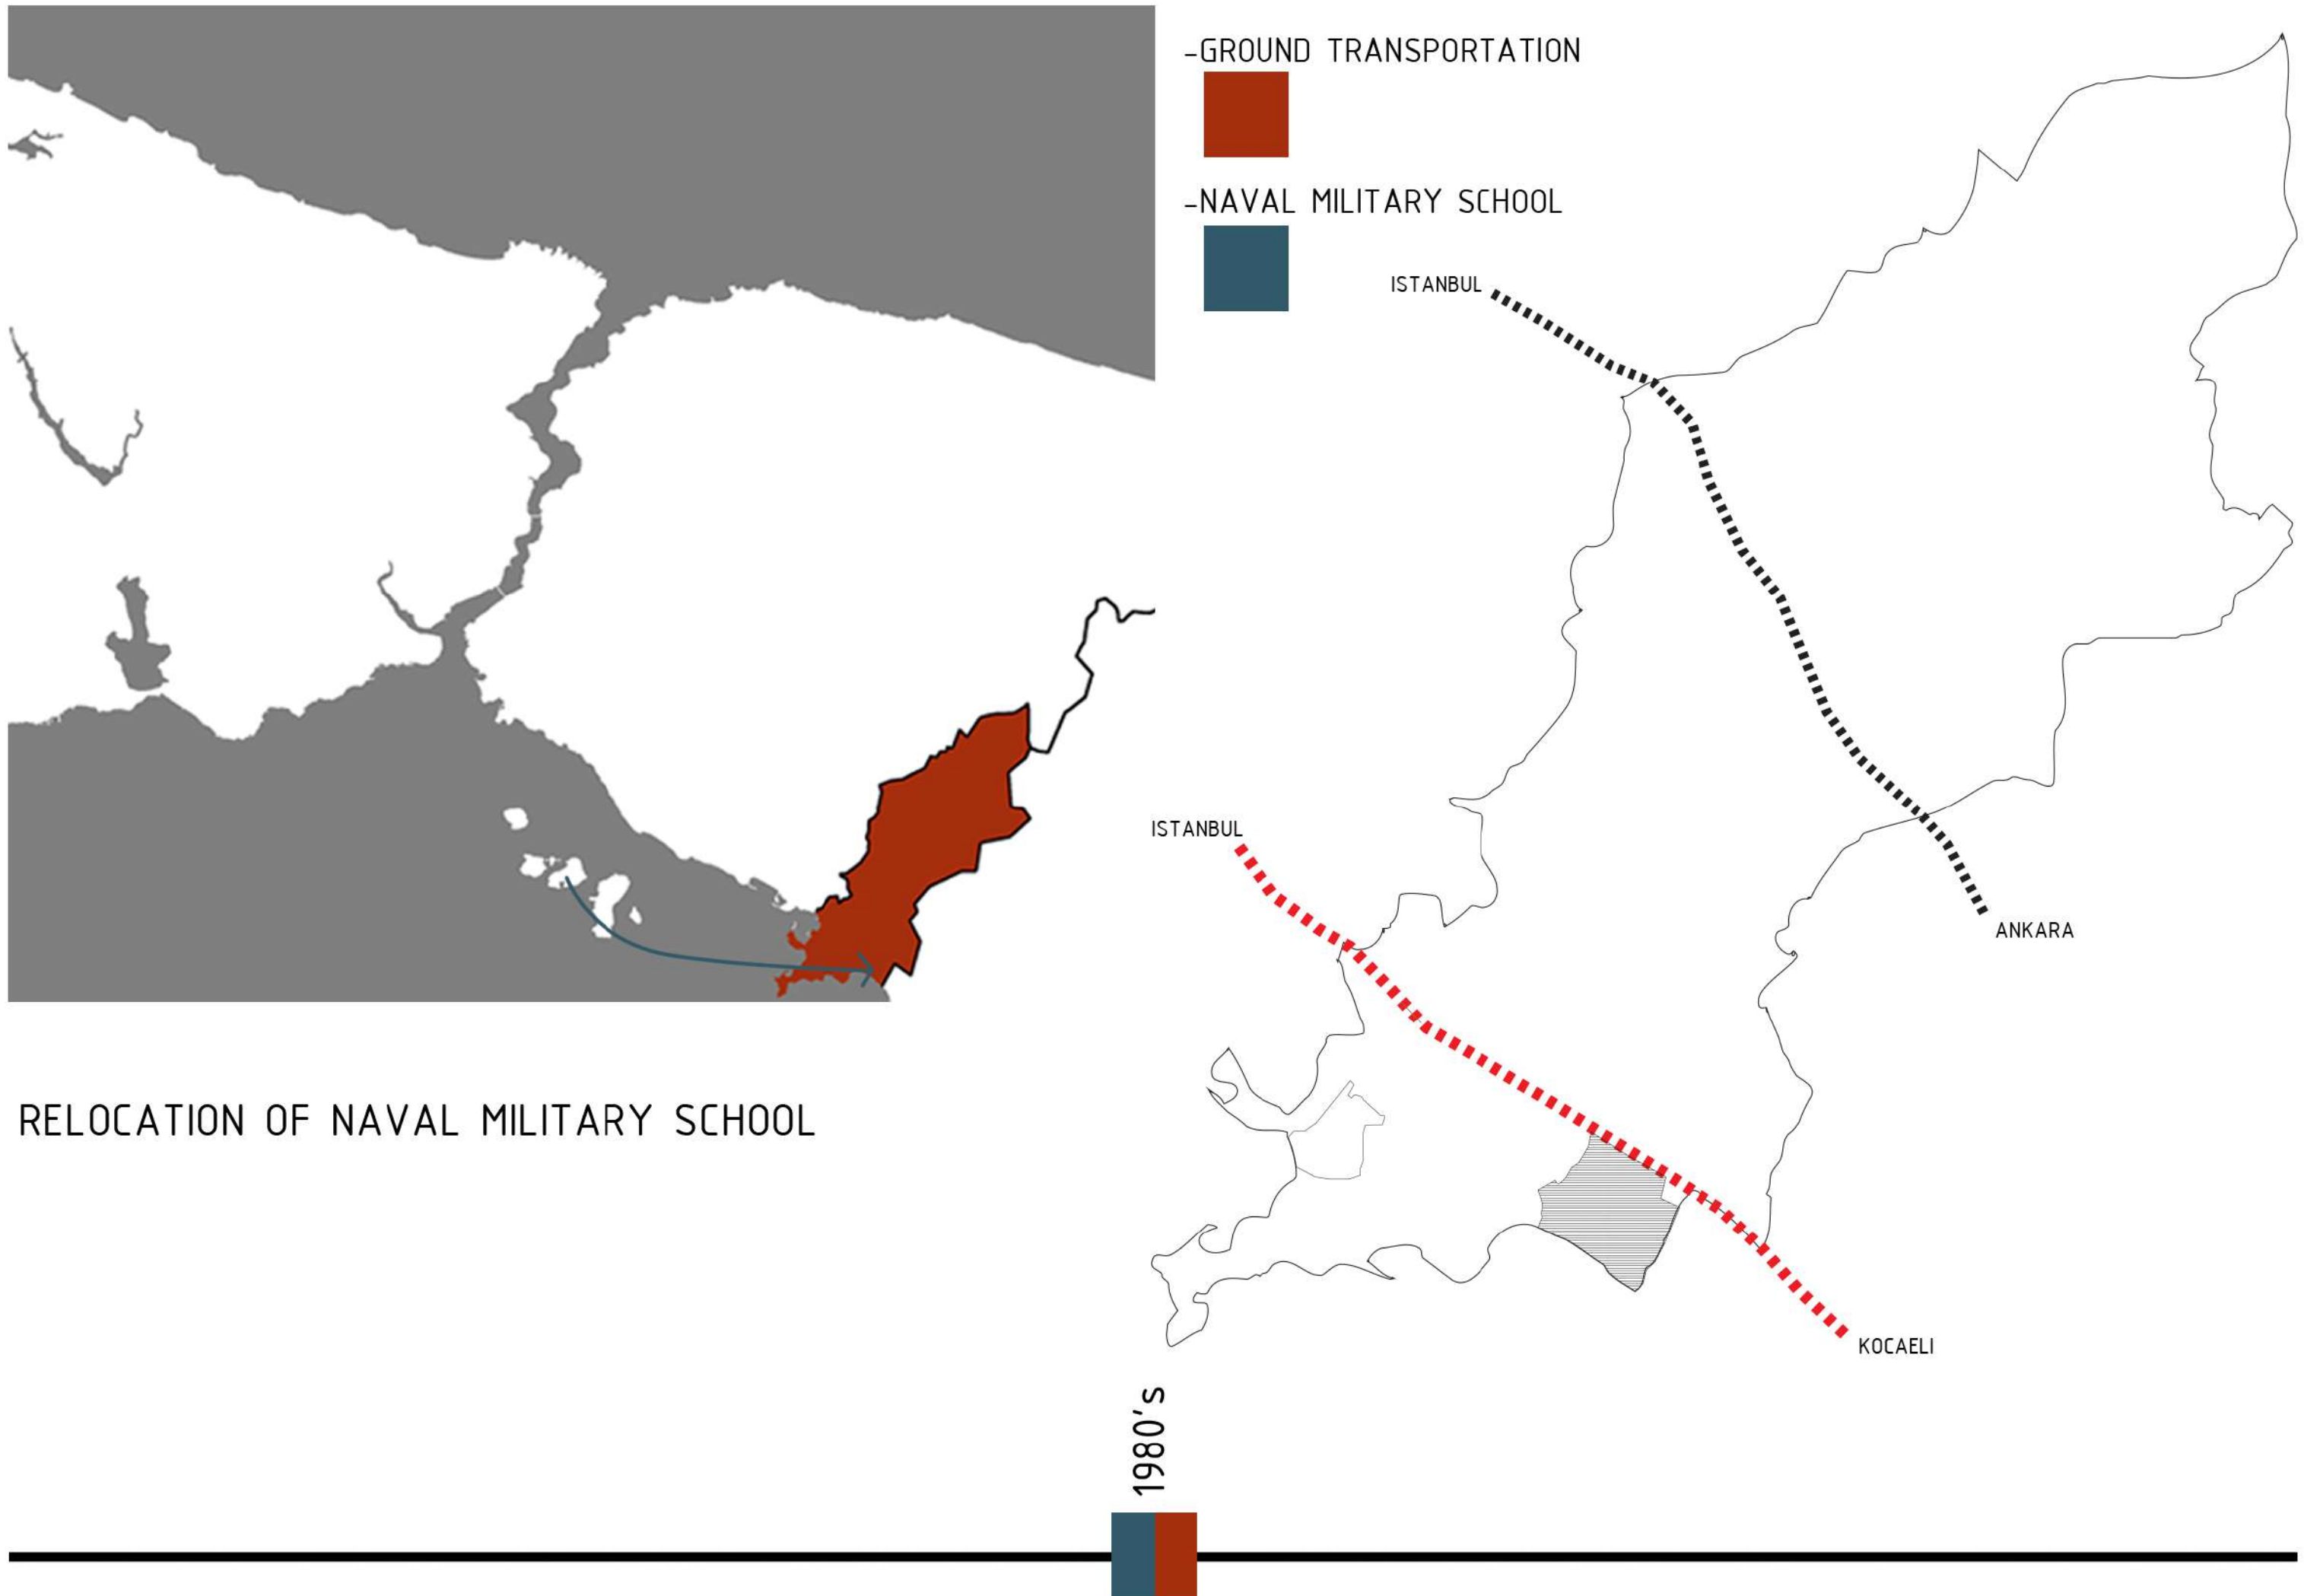 -GROUND TRANSPORTATION
-NAVAL MILITARY SCHOOL
ISTANBUL
ISTANBUL
ANKARA
RELOCATION OF NAVAL MILITARY SCHOOL
KOCAELI
1980's